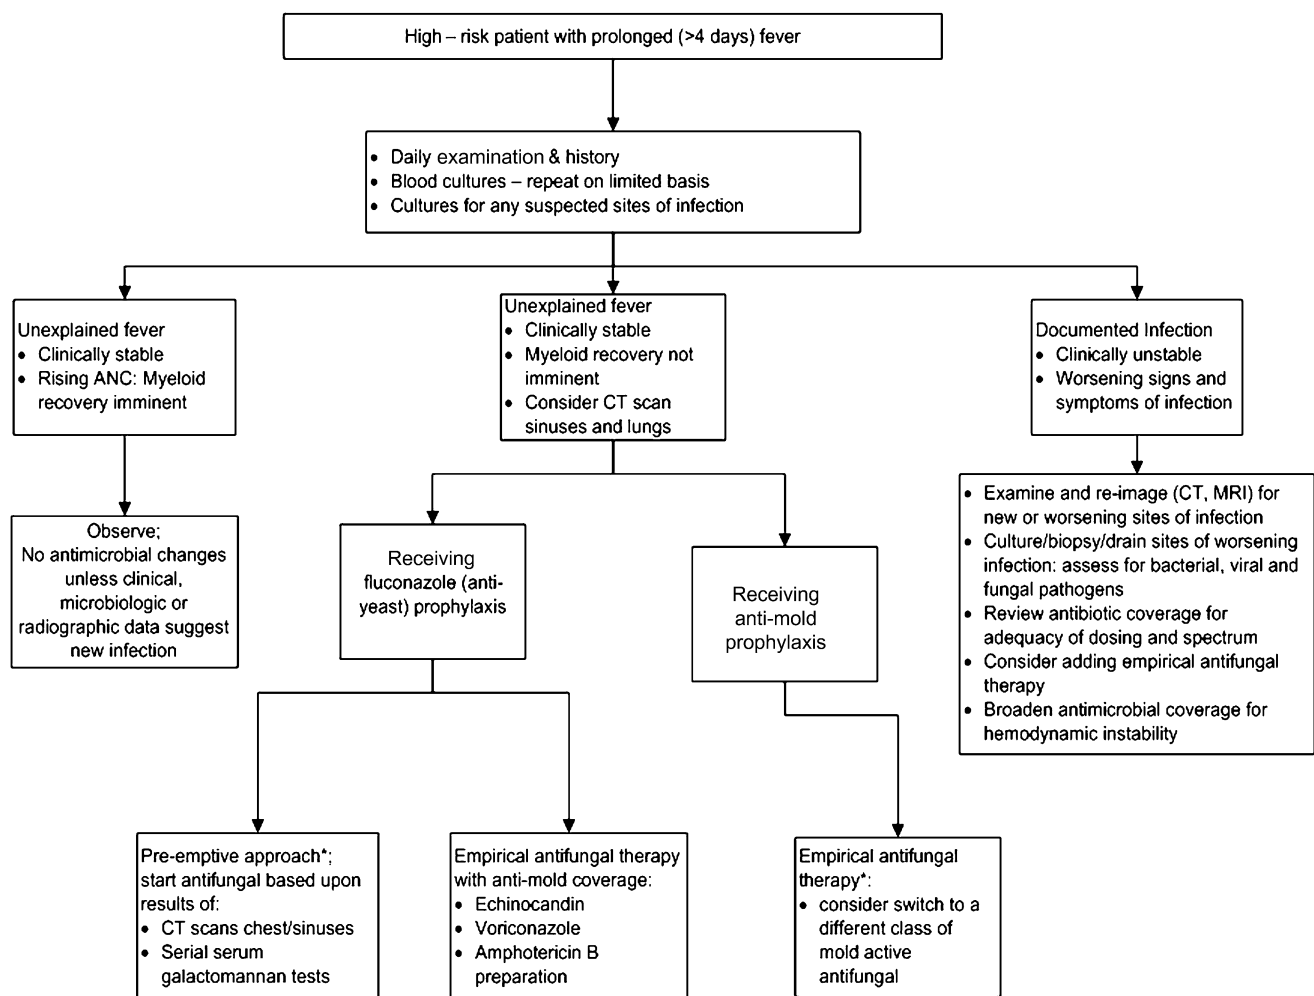 High – risk patient with prolonged (>4 days) fever
• Daily examination & history
• Blood cultures – repeat on limited basis
• Cultures for any suspected sites of infection
Unexplained fever
• Clinically stable
• Rising ANC: Myeloid
recovery imminent
Unexplained fever
• Clinically stable
• Myeloid recovery not
imminent
• Consider CT scan
sinuses and lungs
Documented Infection
• Clinically unstable
• Worsening signs and
symptoms of infection
Observe;
No antimicrobial changes
unless clinical,
microbiologic or
radiographic data suggest
new infection
Receiving
fluconazole (anti-
yeast) prophylaxis
Receiving
anti-mold
prophylaxis
• Examine and re-image (CT, MRI) for
new or worsening sites of infection
• Culture/biopsy/drain sites of worsening
infection: assess for bacterial, viral and
fungal pathogens
• Review antibiotic coverage for
adequacy of dosing and spectrum
• Consider adding empirical antifungal
therapy
• Broaden antimicrobial coverage for
hemodynamic instability
Pre-emptive approach*;
start antifungal based upon
results of:
• CT scans chest/sinuses
• Serial serum
galactomannan tests
Empirical antifungal therapy
with anti-mold coverage:
• Echinocandin
• Voriconazole
• Amphotericin B
preparation
Empirical antifungal
therapy*:
• consider switch to a
different class of
mold active
antifungal